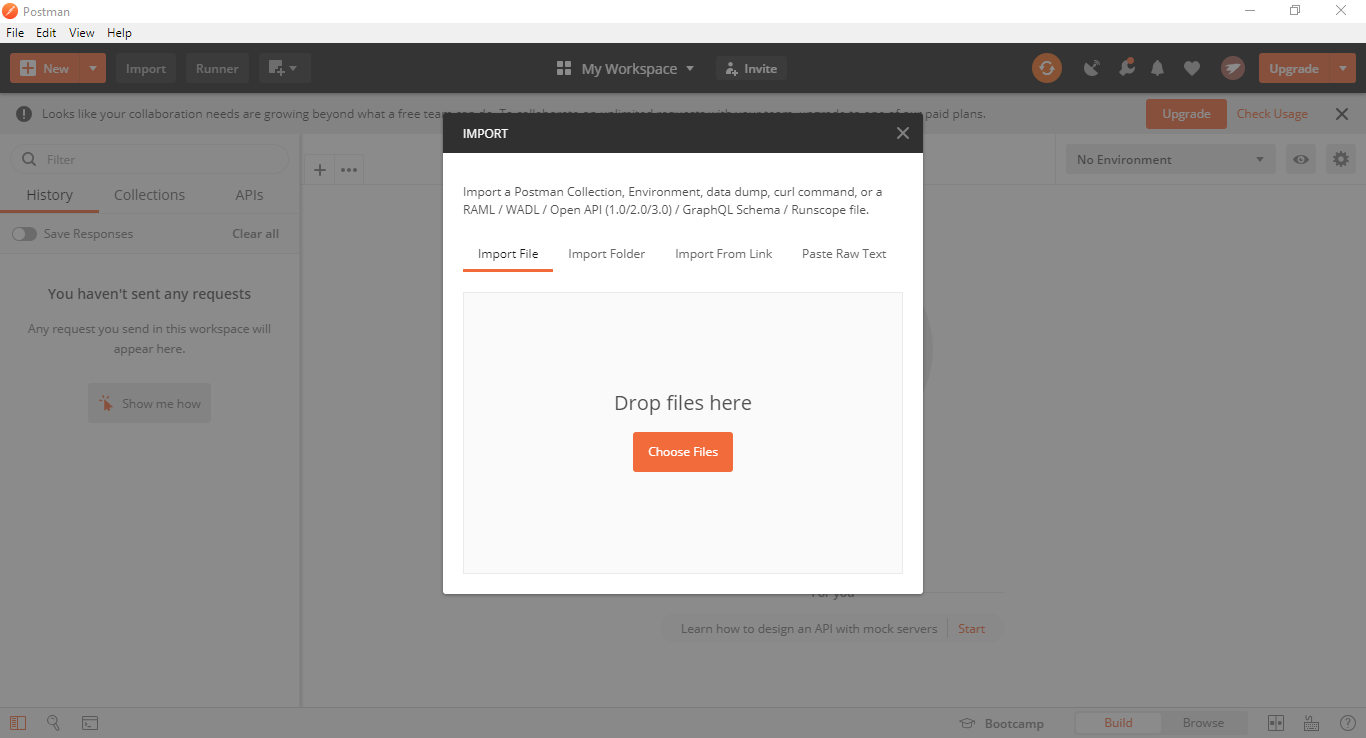 Postman
File Edit View Help
New Import Runner My Workspace Invite Upgrade
Looks like your collaboration needs are growing beyond what a free paid plans. Upgrade Check Usage
IMPORT
Filter
No Environment
History Collections APIs
Save Responses Clear all
You haven't sent any requests
Any request you send in this workspace will
appear here.
Show me how
Import a Postman Collection, Environment, data dump, curl command, or a
RAML / WADL / Open API (1.0/2.0/3.0) / GraphQL Schema / Runscope file.
Import File Import Folder Import From Link Paste Raw Text
Drop files here
Choose Files
For you
Learn how to design an API with mock servers Start
Bootcamp Build Browse